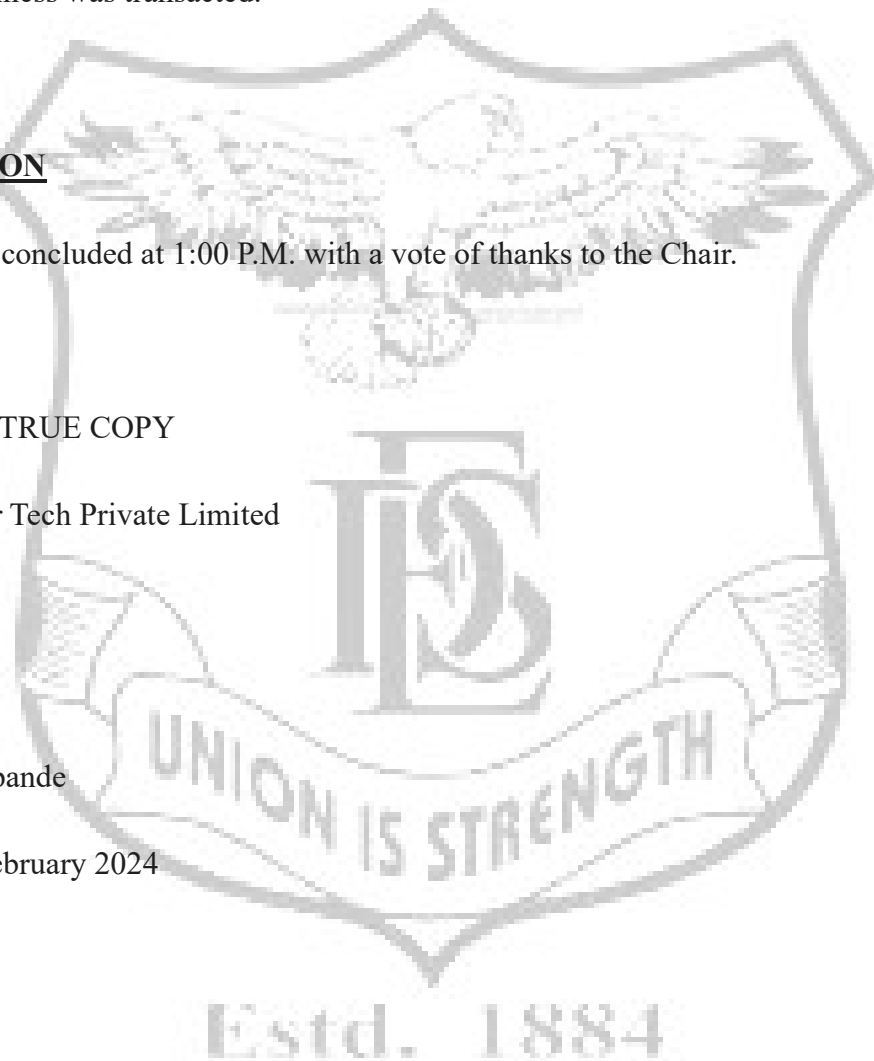 ness was transacted.
ON
concluded at 1:00 P.M. with a vote of thanks to the Chair.
TRUE COPY
r Tech Private Limited
DES
UNION IS STRENGTH
pande
ebruary 2024
Estd. 1884